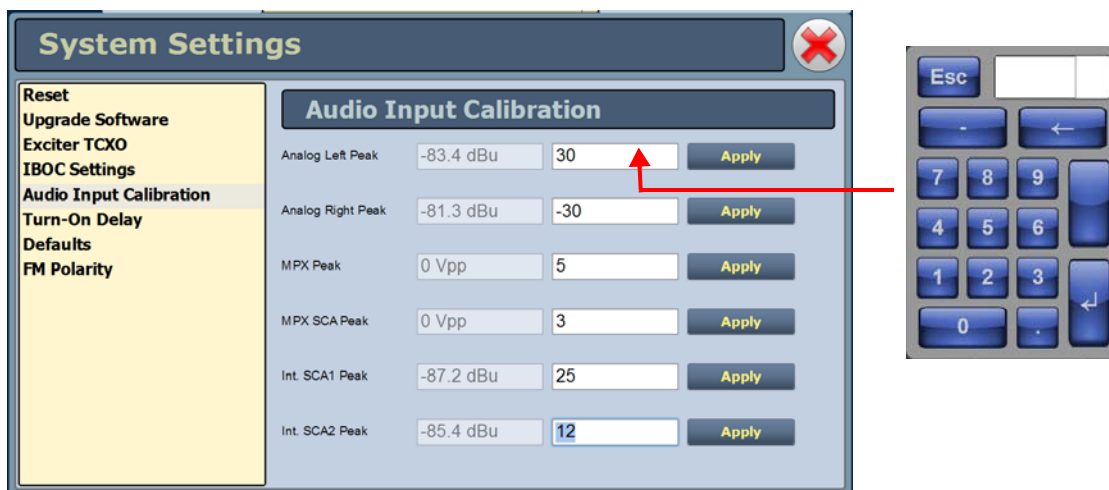 System Settings
Reset
Upgrade Software
Exciter TCXO
IBOC Settings
Audio Input Calibration
Turn-On Delay
Defaults
FM Polarity
Audio Input Calibration
Analog Left Peak -83.4 dBu 30 Apply
Analog Right Peak -81.3 dBu -30 Apply
MPX Peak 0 Vpp 5 Apply
MPX SCA Peak 0 Vpp 3 Apply
Int. SCA1 Peak -87.2 dBu 25 Apply
Int. SCA2 Peak -85.4 dBu 12 Apply
Esc
- ←
7 8 9
4 5 6
1 2 3
0 . ↵